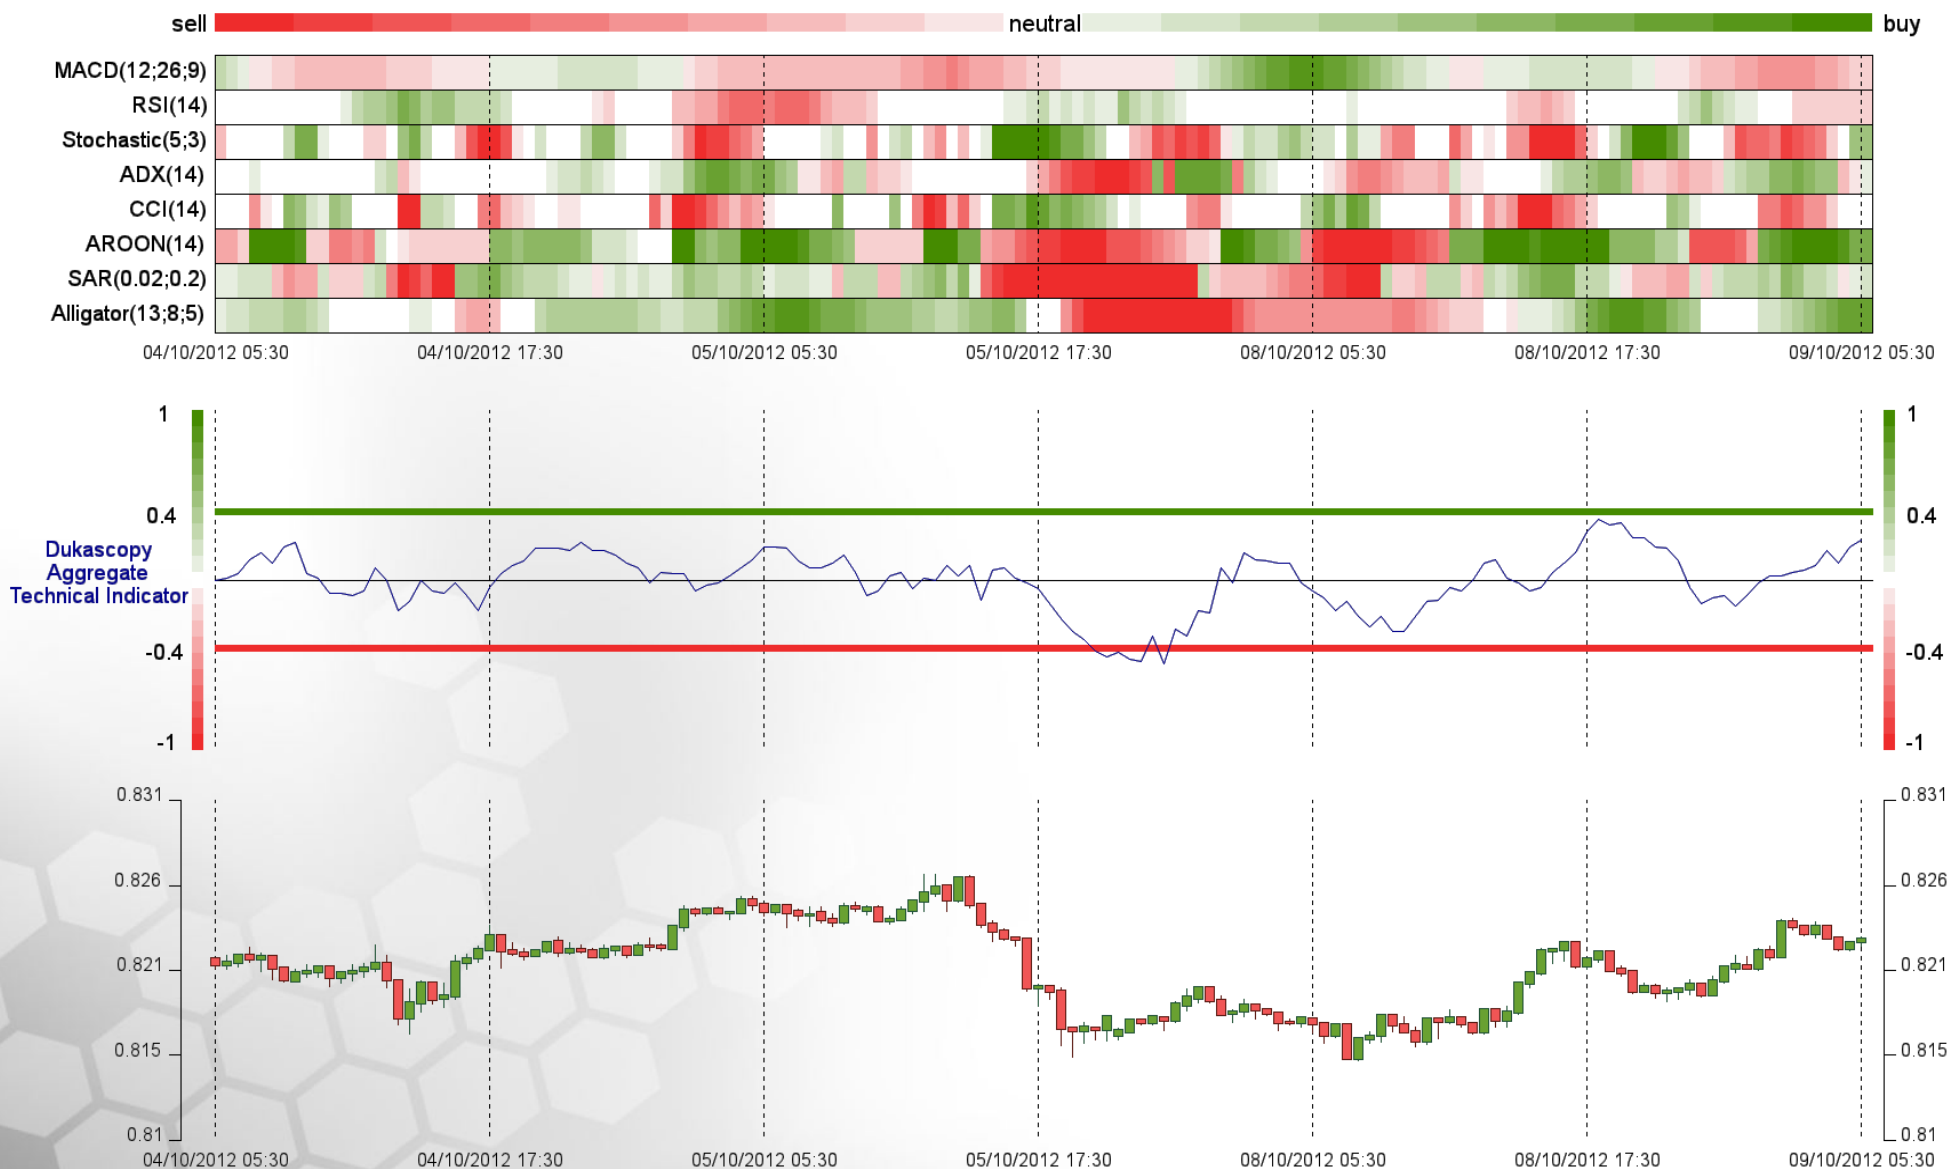 sell neutral buy
MACD(12;26;9)
RSI(14)
Stochastic(5;3)
ADX(14)
CCI(14)
AROON(14)
SAR(0.02;0.2)
Alligator(13;8;5)
04/10/2012 05:30 04/10/2012 17:30 05/10/2012 05:30 05/10/2012 17:30 08/10/2012 05:30 08/10/2012 17:30 09/10/2012 05:30
1 1
0.4 0.4
Dukascopy
Aggregate
Technical Indicator
-0.4 -0.4
-1 -1
0.831 0.831
0.826 0.826
0.821 0.821
0.815 0.815
0.81 0.81
04/10/2012 05:30 04/10/2012 17:30 05/10/2012 05:30 05/10/2012 17:30 08/10/2012 05:30 08/10/2012 17:30 09/10/2012 05:30